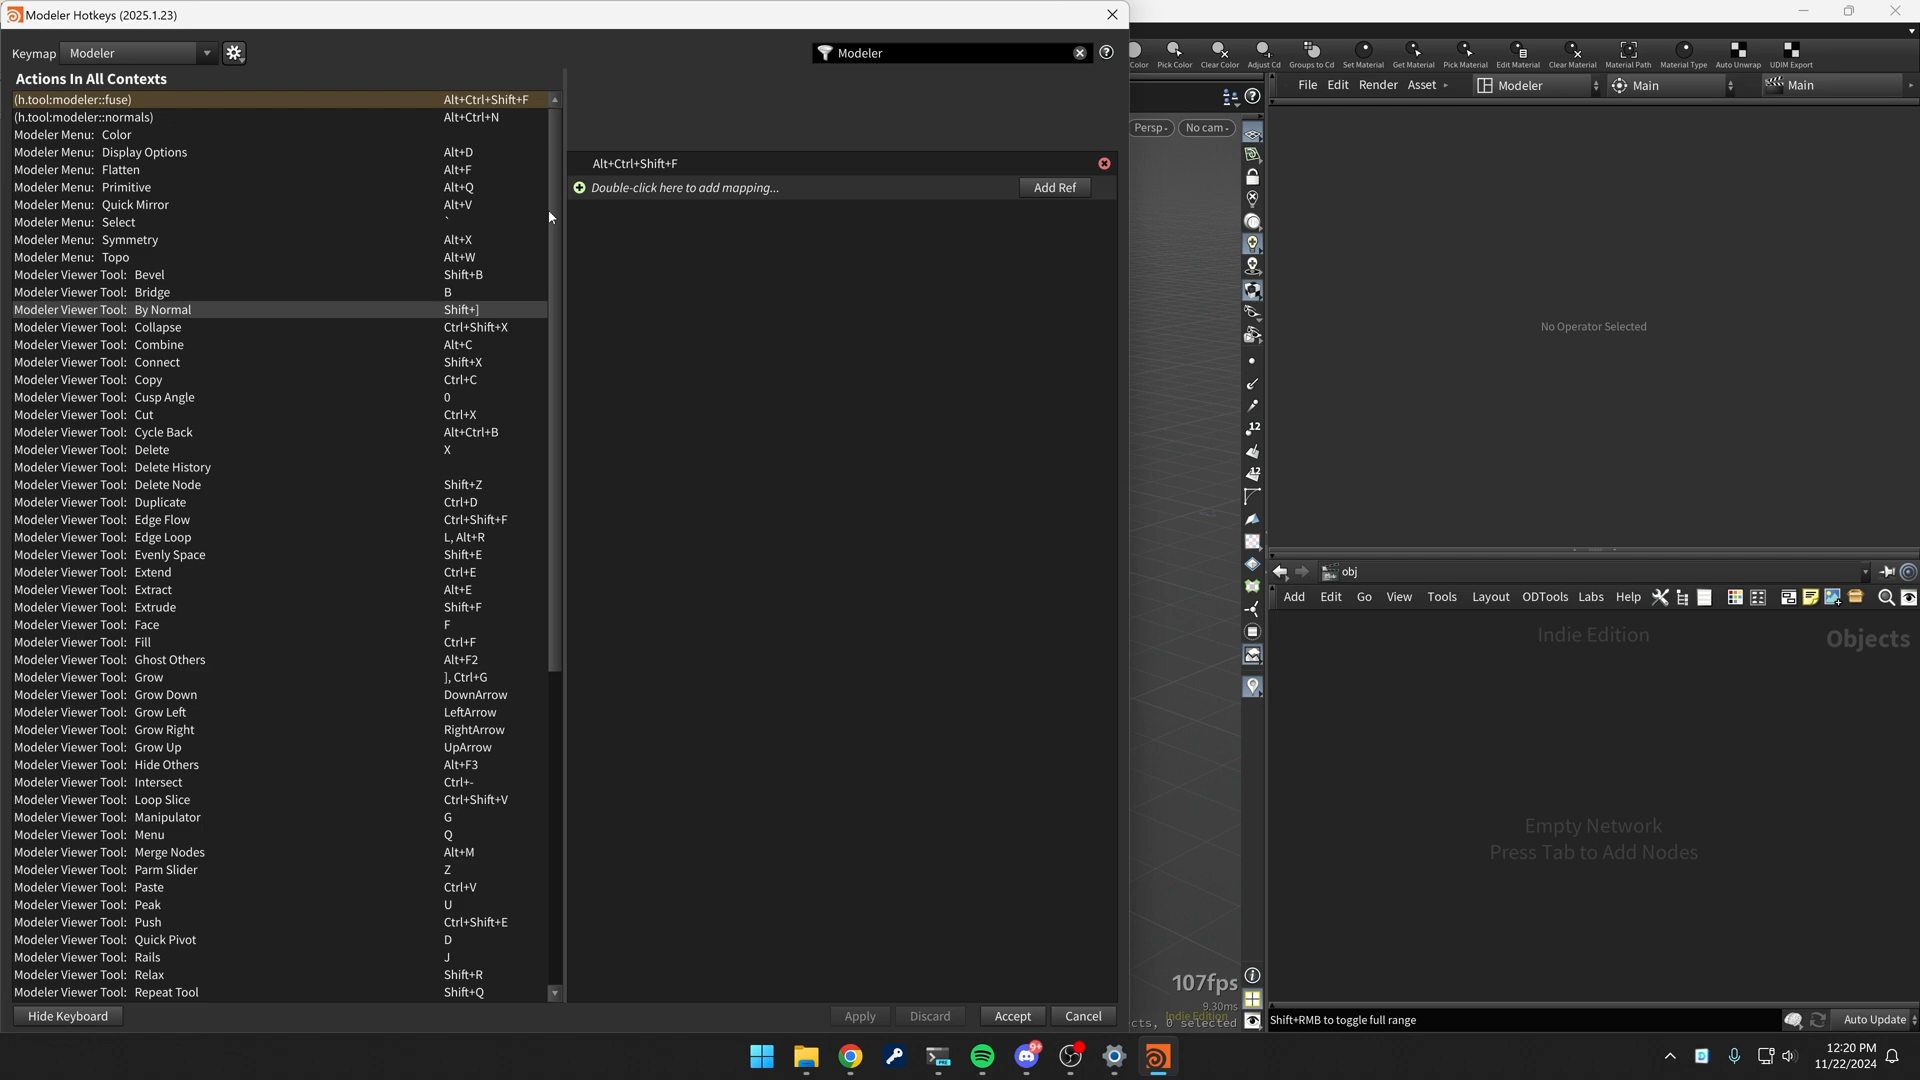 Modeler Hotkeys (2025.1.23)
Keymap Modeler
Modeler
Actions In All Contexts
(h.tool:modeler::fuse) Alt+Ctrl+Shift+F
(h.tool:modeler::normals) Alt+Ctrl+N
Modeler Menu: Color
Modeler Menu: Display Options Alt+D
Modeler Menu: Flatten Alt+F
Modeler Menu: Primitive Alt+Q
Modeler Menu: Quick Mirror Alt+V
Modeler Menu: Select `
Modeler Menu: Symmetry Alt+X
Modeler Menu: Topo Alt+W
Modeler Viewer Tool: Bevel Shift+B
Modeler Viewer Tool: Bridge B
Modeler Viewer Tool: By Normal Shift+]
Modeler Viewer Tool: Collapse Ctrl+Shift+X
Modeler Viewer Tool: Combine Alt+C
Modeler Viewer Tool: Connect Shift+X
Modeler Viewer Tool: Copy Ctrl+C
Modeler Viewer Tool: Cusp Angle 0
Modeler Viewer Tool: Cut Ctrl+X
Modeler Viewer Tool: Cycle Back Alt+Ctrl+B
Modeler Viewer Tool: Delete X
Modeler Viewer Tool: Delete History
Modeler Viewer Tool: Delete Node Shift+Z
Modeler Viewer Tool: Duplicate Ctrl+D
Modeler Viewer Tool: Edge Flow Ctrl+Shift+F
Modeler Viewer Tool: Edge Loop L, Alt+R
Modeler Viewer Tool: Evenly Space Shift+E
Modeler Viewer Tool: Extend Ctrl+E
Modeler Viewer Tool: Extract Alt+E
Modeler Viewer Tool: Extrude Shift+F
Modeler Viewer Tool: Face F
Modeler Viewer Tool: Fill Ctrl+F
Modeler Viewer Tool: Ghost Others Alt+F2
Modeler Viewer Tool: Grow ], Ctrl+G
Modeler Viewer Tool: Grow Down DownArrow
Modeler Viewer Tool: Grow Left LeftArrow
Modeler Viewer Tool: Grow Right RightArrow
Modeler Viewer Tool: Grow Up UpArrow
Modeler Viewer Tool: Hide Others Alt+F3
Modeler Viewer Tool: Intersect Ctrl+-
Modeler Viewer Tool: Loop Slice Ctrl+Shift+V
Modeler Viewer Tool: Manipulator G
Modeler Viewer Tool: Menu Q
Modeler Viewer Tool: Merge Nodes Alt+M
Modeler Viewer Tool: Parm Slider Z
Modeler Viewer Tool: Paste Ctrl+V
Modeler Viewer Tool: Peak U
Modeler Viewer Tool: Push Ctrl+Shift+E
Modeler Viewer Tool: Quick Pivot D
Modeler Viewer Tool: Rails J
Modeler Viewer Tool: Relax Shift+R
Modeler Viewer Tool: Repeat Tool Shift+Q
Hide Keyboard
Alt+Ctrl+Shift+F
Double-click here to add mapping... Add Ref
Apply Discard Accept Cancel
Color Pick Color Clear Color Adjust Cd Groups to Cd Set Material Get Material Pick Material Edit Material Clear Material Material Path Material Type Auto Unwrap UDIM Export
File Edit Render Asset Modeler Main Main
Persp No cam
12
12
107fps
9.30ms
Indie Edition
cts, 0 selected
No Operator Selected
obj
Add Edit Go View Tools Layout ODTools Labs Help
Indie Edition
Objects
Empty Network
Press Tab to Add Nodes
Shift+RMB to toggle full range
Auto Update
9+
12:20 PM
11/22/2024